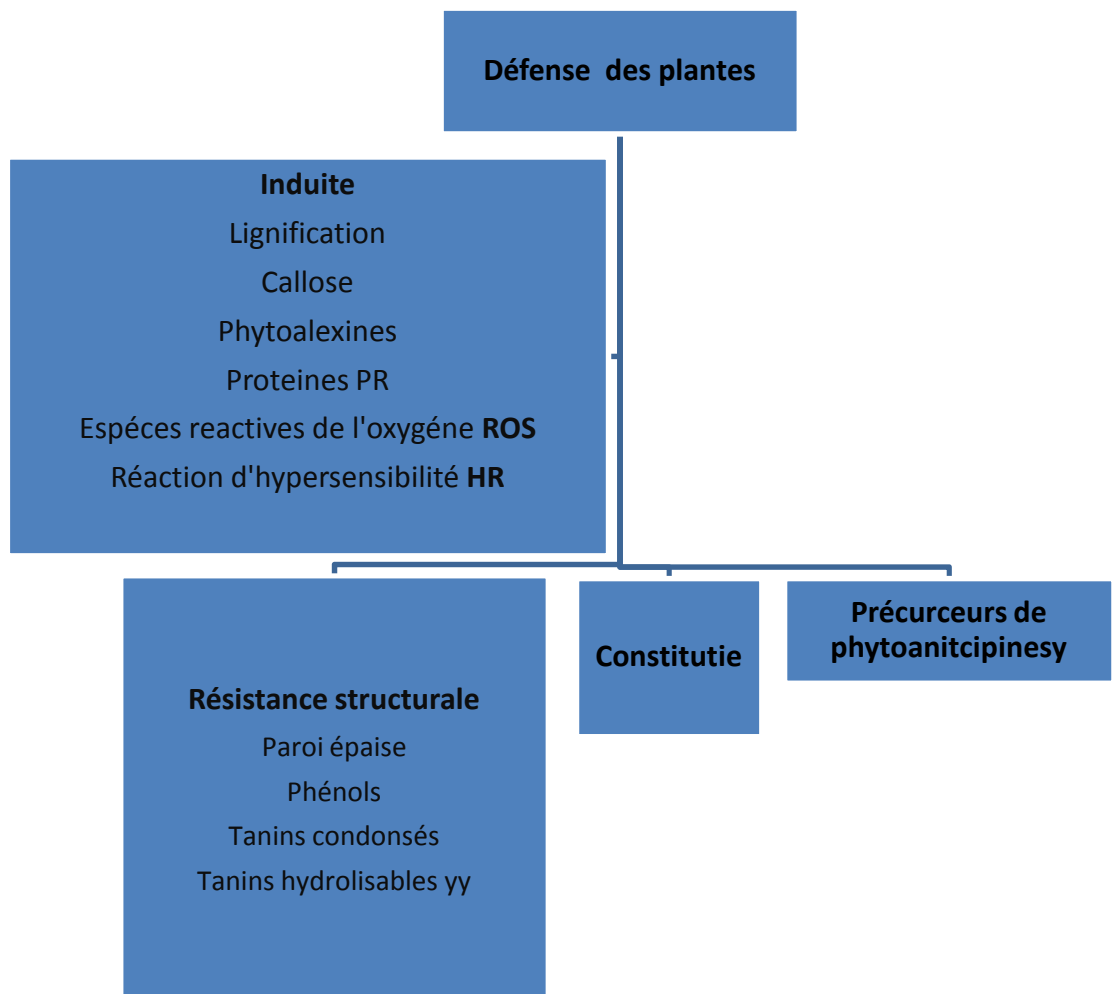 Défense des plantes
Induite
Lignification
Callose
Phytoalexines
Proteines PR
Espéces reactives de l'oxygéne ROS
Réaction d'hypersensibilité HR
Résistance structurale
Paroi épaise
Phénols
Tanins condonsés
Tanins hydrolisables yy
Constitutie
Précurceurs de
phytoanitcipinesy